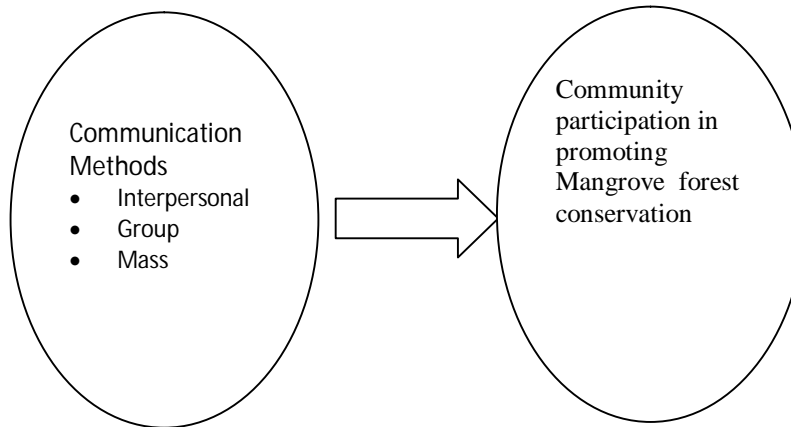 Communication
Methods
• Interpersonal
• Group
• Mass
Community
participation in
promoting
Mangrove forest
conservation